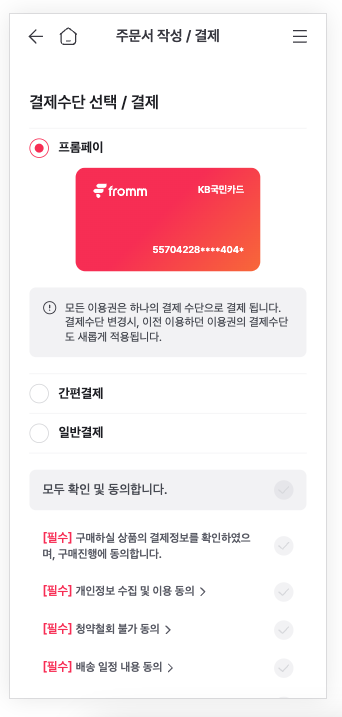 주문서 작성 / 결제
결제수단 선택 / 결제
프롬페이
fromm
KB국민카드
55704228****404*
모든 이용권은 하나의 결제 수단으로 결제 됩니다.
결제수단 변경시, 이전 이용하던 이용권의 결제수단
도 새롭게 적용됩니다.
간편결제
일반결제
모두 확인 및 동의합니다.
[필수] 구매하실 상품의 결제정보를 확인하였으
며, 구매진행에 동의합니다.
[필수] 개인정보 수집 및 이용 동의 >
[필수] 청약철회 불가 동의 >
[필수] 배송 일정 내용 동의 >